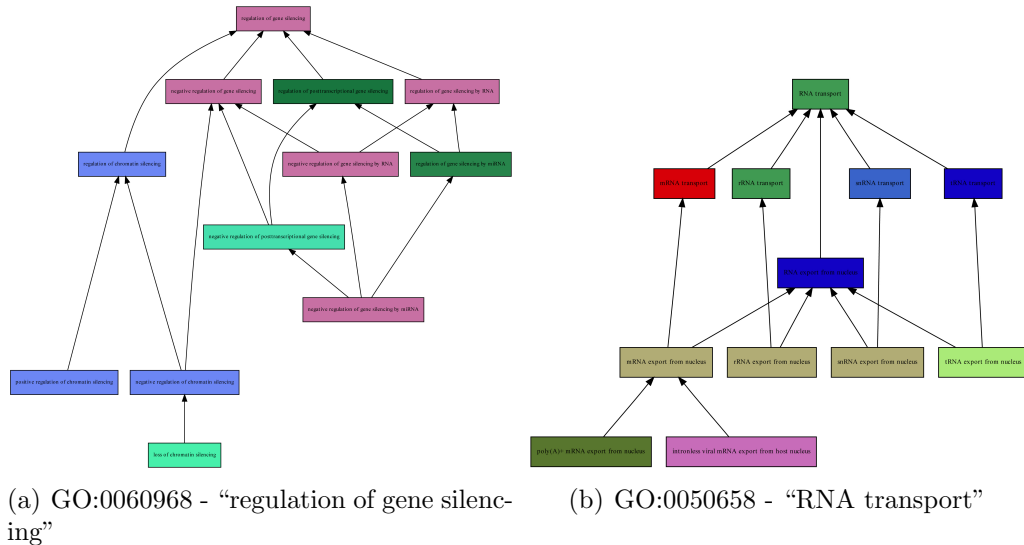 regulation of gene silencing
negative regulation of gene silencing
regulation of posttranscriptional gene silencing
regulation of gene silencing by RNA
regulation of chromatin silencing
negative regulation of gene silencing by RNA
regulation of gene silencing by miRNA
negative regulation of posttranscriptional gene silencing
negative regulation of gene silencing by miRNA
positive regulation of chromatin silencing
negative regulation of chromatin silencing
loss of chromatin silencing
RNA transport
mRNA transport
rRNA transport
snRNA transport
tRNA transport
RNA export from nucleus
mRNA export from nucleus
rRNA export from nucleus
snRNA export from nucleus
tRNA export from nucleus
poly(A)+ mRNA export from nucleus
intronless viral mRNA export from host nucleus
(a) GO:0060968 - “regulation of gene silenc-
ing”
(b) GO:0050658 - “RNA transport”